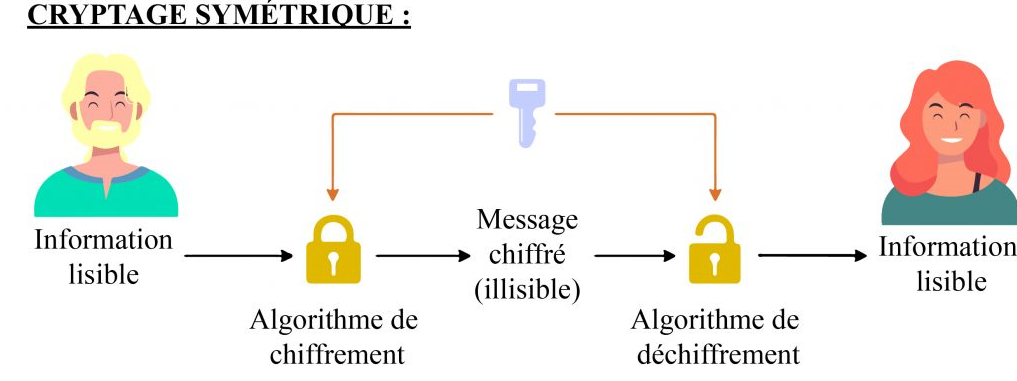 CRYPTAGE SYMÉTRIQUE :
Information
lisible
Algorithme de
chiffrement
Message
chiffré
(illisible)
Algorithme de
déchiffrement
Information
lisible